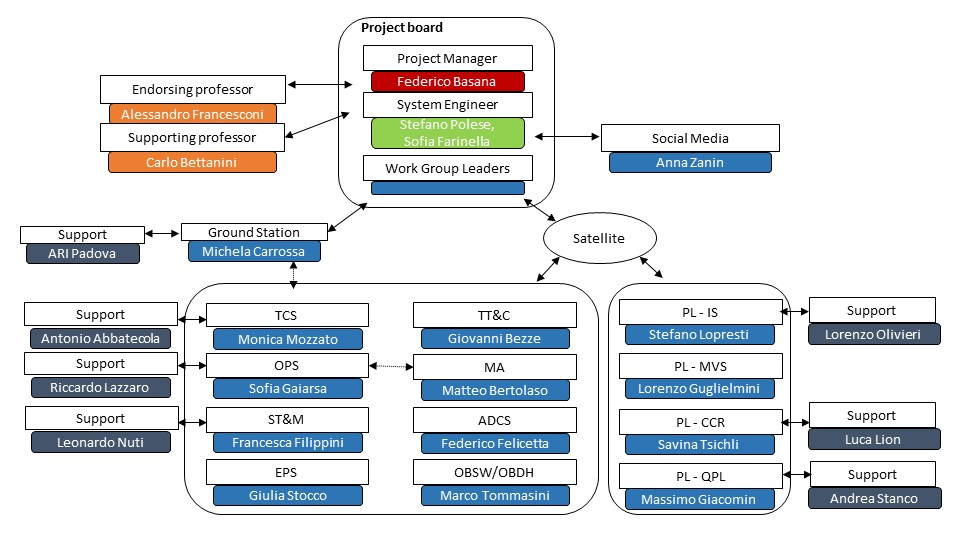 Project board
Project Manager
Federico Basana
System Engineer
Stefano Polese,
Sofia Farinella
Work Group Leaders
Endorsing professor
Alessandro Francesconi
Supporting professor
Carlo Bettanini
Social Media
Anna Zanin
Support
ARI Padova
Ground Station
Michela Carrossa
Satellite
Support
Antonio Abbatecola
Support
Riccardo Lazzaro
Support
Leonardo Nuti
TCS
Monica Mozzato
OPS
Sofia Gaiarsa
ST&M
Francesca Filippini
EPS
Giulia Stocco
TT&C
Giovanni Bezze
MA
Matteo Bertolaso
ADCS
Federico Felicetta
OBSW/OBDH
Marco Tommasini
PL - IS
Stefano Lopresti
PL - MVS
Lorenzo Guglielmini
PL - CCR
Savina Tsichli
PL - QPL
Massimo Giacomin
Support
Lorenzo Olivieri
Support
Luca Lion
Support
Andrea Stanco